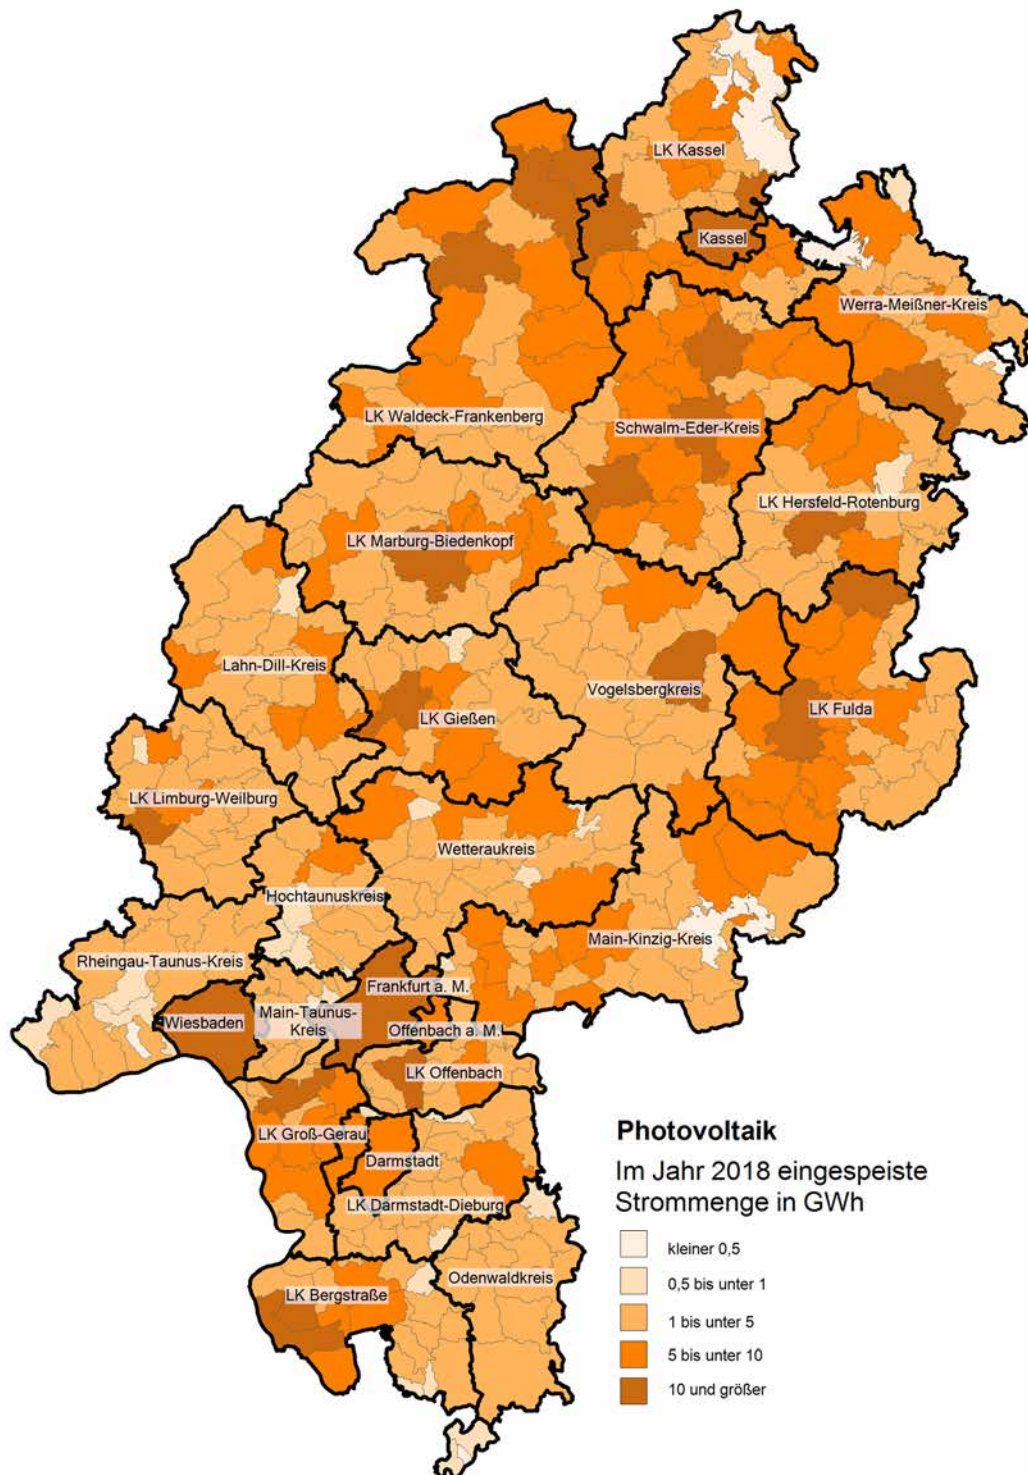 LK Kassel
Kassel
Werra-Meißner-Kreis
LK Waldeck-Frankenberg
Schwalm-Eder-Kreis
LK Hersfeld-Rotenburg
LK Marburg-Biedenkopf
Lahn-Dill-Kreis
Vogelsbergkreis
LK Gießen
LK Fulda
LK Limburg-Weilburg
Wetteraukreis
Hochtaunuskreis
Main-Kinzig-Kreis
Rheingau-Taunus-Kreis
Frankfurt a. M.
Wiesbaden
Main-Taunus-
Kreis
Offenbach a. M.
LK Offenbach
LK Groß-Gerau
Darmstadt
LK Darmstadt-Dieburg
Odenwaldkreis
LK Bergstraße
Photovoltaik
Im Jahr 2018 eingespeiste
Strommenge in GWh
kleiner 0,5
0,5 bis unter 1
1 bis unter 5
5 bis unter 10
10 und größer